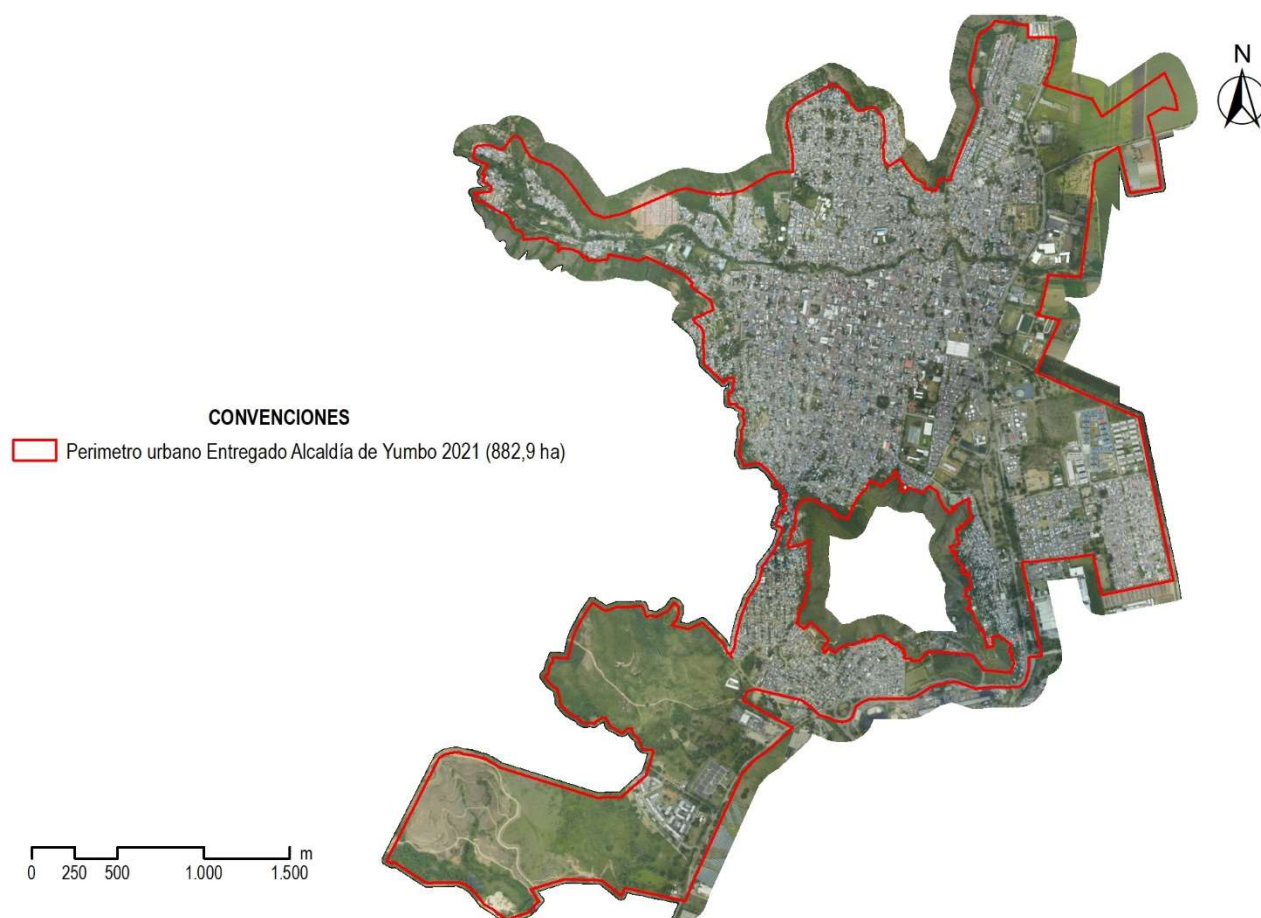 N
CONVENCIONES
Perimetro urbano Entregado Alcaldía de Yumbo 2021 (882,9 ha)
m
0 250 500 1.000 1.500